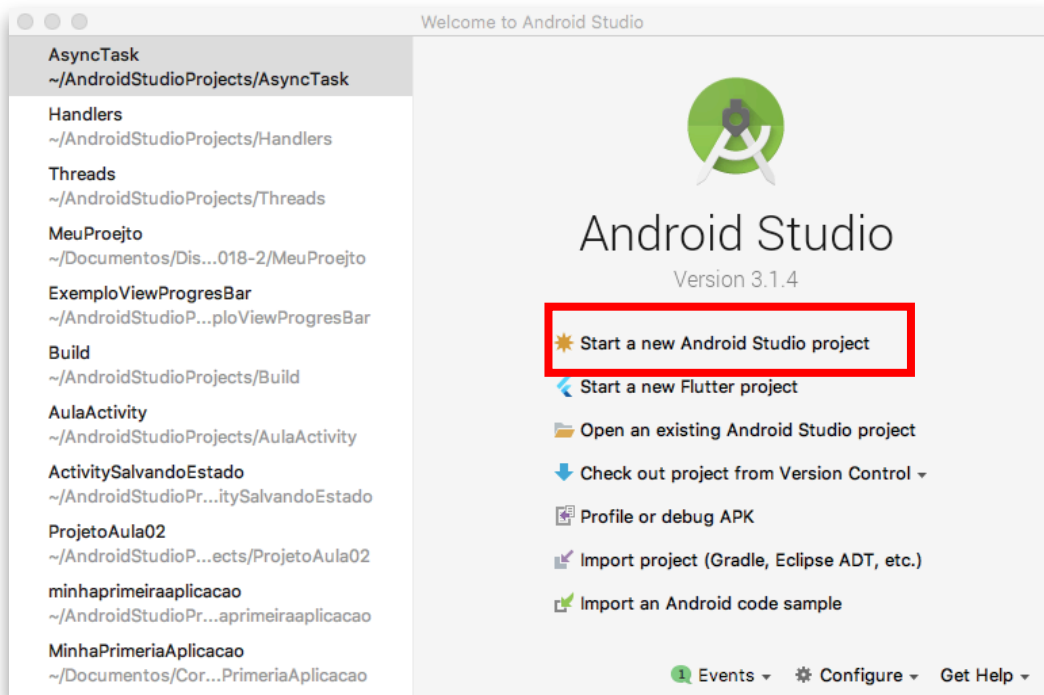 Welcome to Android Studio
AsyncTask
~/AndroidStudioProjects/AsyncTask
Handlers
~/AndroidStudioProjects/Handlers
Threads
~/AndroidStudioProjects/Threads
MeuProejto
~/Documentos/Dis...018-2/MeuProejto
ExemploViewProgresBar
~/AndroidStudioP...ploViewProgresBar
Build
~/AndroidStudioProjects/Build
AulaActivity
~/AndroidStudioProjects/AulaActivity
ActivitySalvandoEstado
~/AndroidStudioPr...itySalvandoEstado
ProjetoAula02
~/AndroidStudioP...ects/ProjetoAula02
minhaprimeiraaplicacao
~/AndroidStudioPr...aprimeiraaplicacao
MinhaPrimeriaAplicacao
~/Documentos/Cor...PrimeriaAplicacao
Android Studio
Version 3.1.4
Start a new Android Studio project
Start a new Flutter project
Open an existing Android Studio project
Check out project from Version Control
Profile or debug APK
Import project (Gradle, Eclipse ADT, etc.)
Import an Android code sample
1 Events Configure Get Help